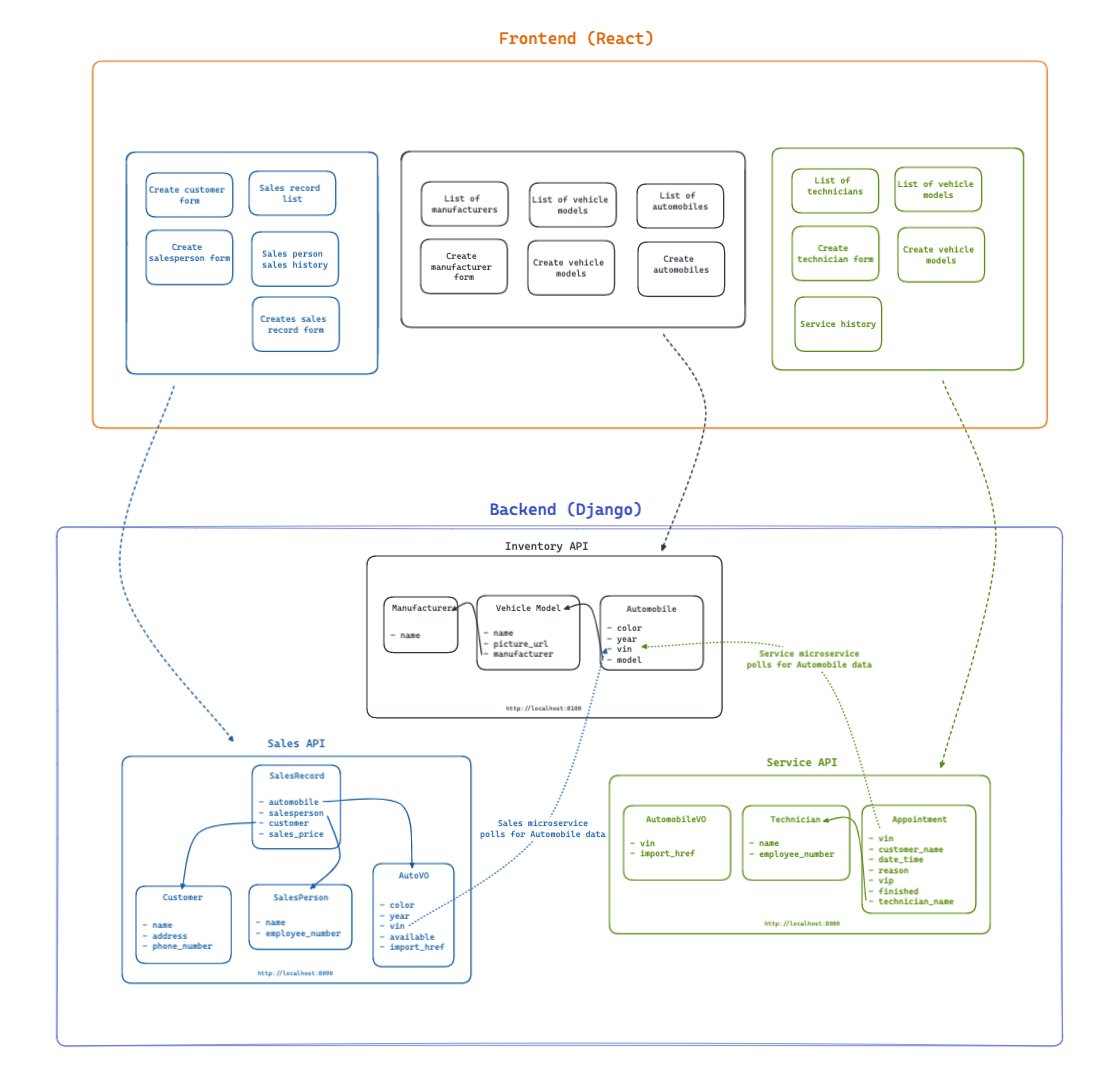 Frontend (React)
Create customer
form
Sales record
list
Create
salesperson form
Sales person
sales history
Creates sales
record form
List of
manufacturers
List of vehicle
models
List of
automobiles
Create
manufacturer
form
Create vehicle
models
Create
automobiles
List of
technicians
List of vehicle
models
Create
technician form
Create vehicle
models
Service history
Backend (Django)
Inventory API
Manufacturer
- name
Vehicle Model
- name
- picture_url
- manufacturer
Automobile
- color
- year
- vin
- model
http://localhost:8100
Service microservice
polls for Automobile data
Sales API
SalesRecord
- automobile
- salesperson
- customer
- sales_price
Customer
- name
- address
- phone_number
SalesPerson
- name
- employee_number
AutoVO
- color
- year
- vin
- available
- import_href
http://localhost:8090
Sales microservice
polls for Automobile data
Service API
AutomobileVO
- vin
- import_href
Technician
- name
- employee_number
Appointment
- vin
- customer_name
- date_time
- reason
- vip
- finished
- technician_name
http://localhost:8080